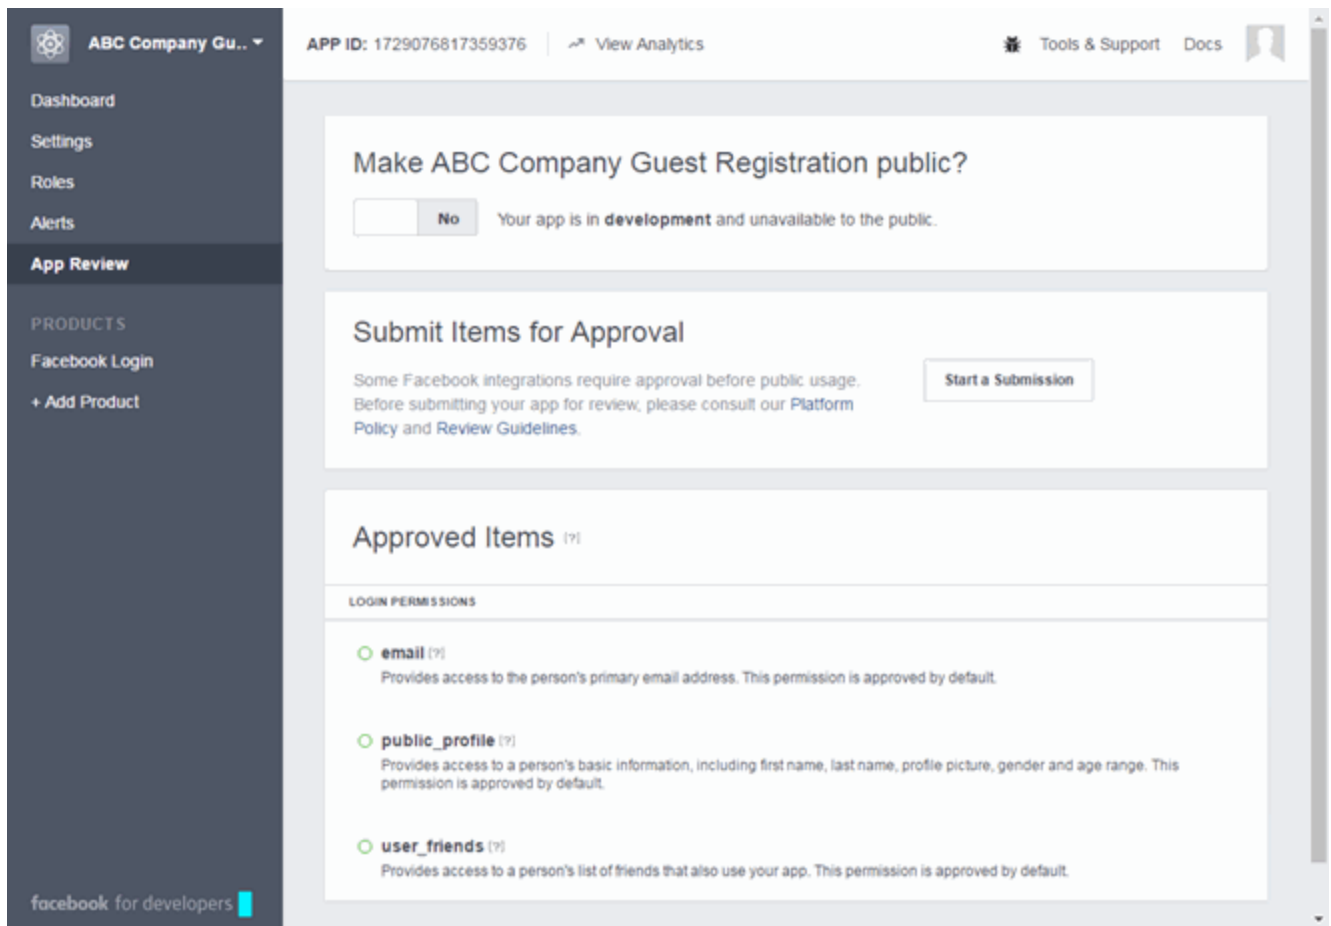 ABC Company Gu..
APP ID: 1729076817359376
View Analytics
Tools & Support
Docs
Dashboard
Settings
Roles
Alerts
App Review
PRODUCTS
Facebook Login
+ Add Product
facebook for developers
Make ABC Company Guest Registration public?
No
Your app is in development and unavailable to the public.
Submit Items for Approval
Some Facebook integrations require approval before public usage.
Before submitting your app for review, please consult our Platform
Policy and Review Guidelines.
Start a Submission
Approved Items [?]
LOGIN PERMISSIONS
email [?]
Provides access to the person's primary email address. This permission is approved by default.
public_profile [?]
Provides access to a person's basic information, including first name, last name, profile picture, gender and age range. This
permission is approved by default.
user_friends [?]
Provides access to a person's list of friends that also use your app. This permission is approved by default.